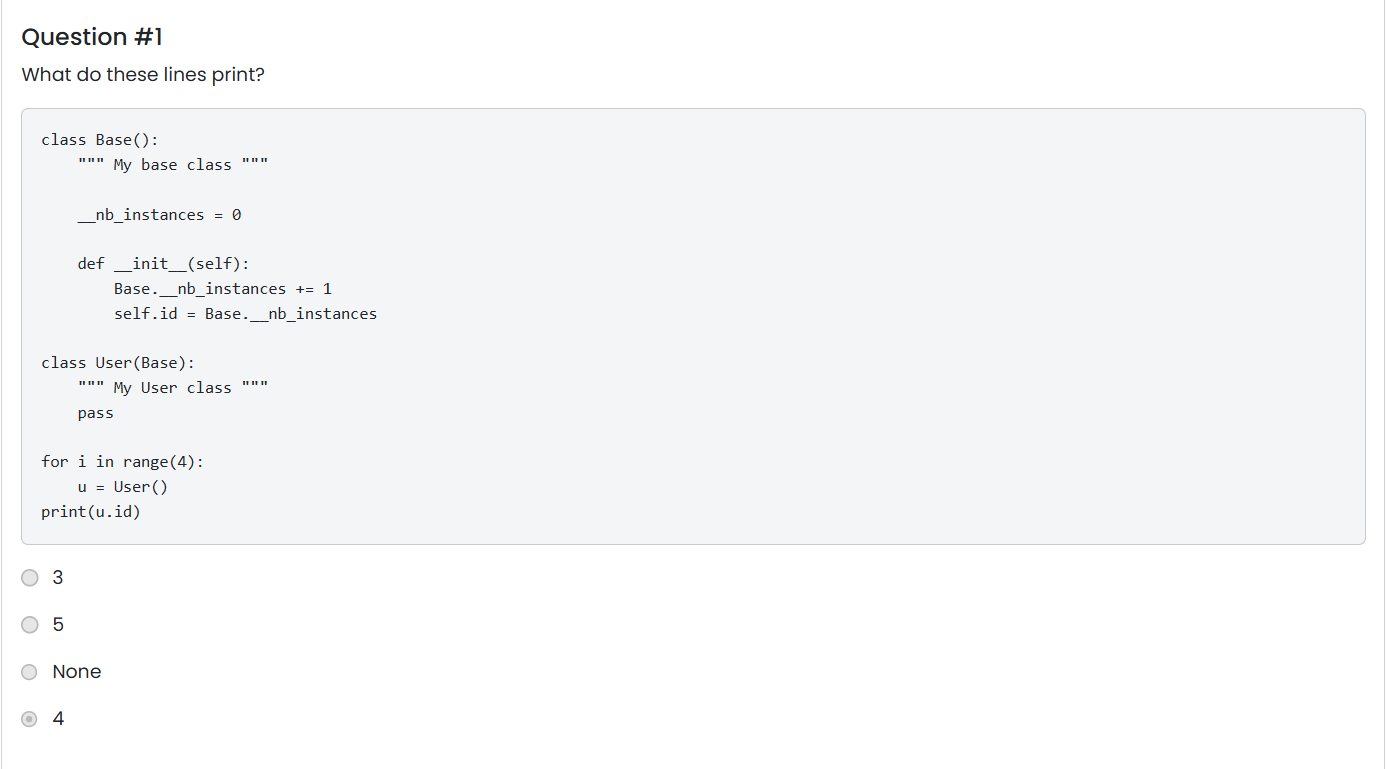 Question #1
What do these lines print?
class Base():
    """ My base class """
    __nb_instances = 0
    def __init__(self):
        Base.__nb_instances += 1
        self.id = Base.__nb_instances
class User(Base):
    """ My User class """
    pass
for i in range(4):
    u = User()
print(u.id)
3
5
None
4